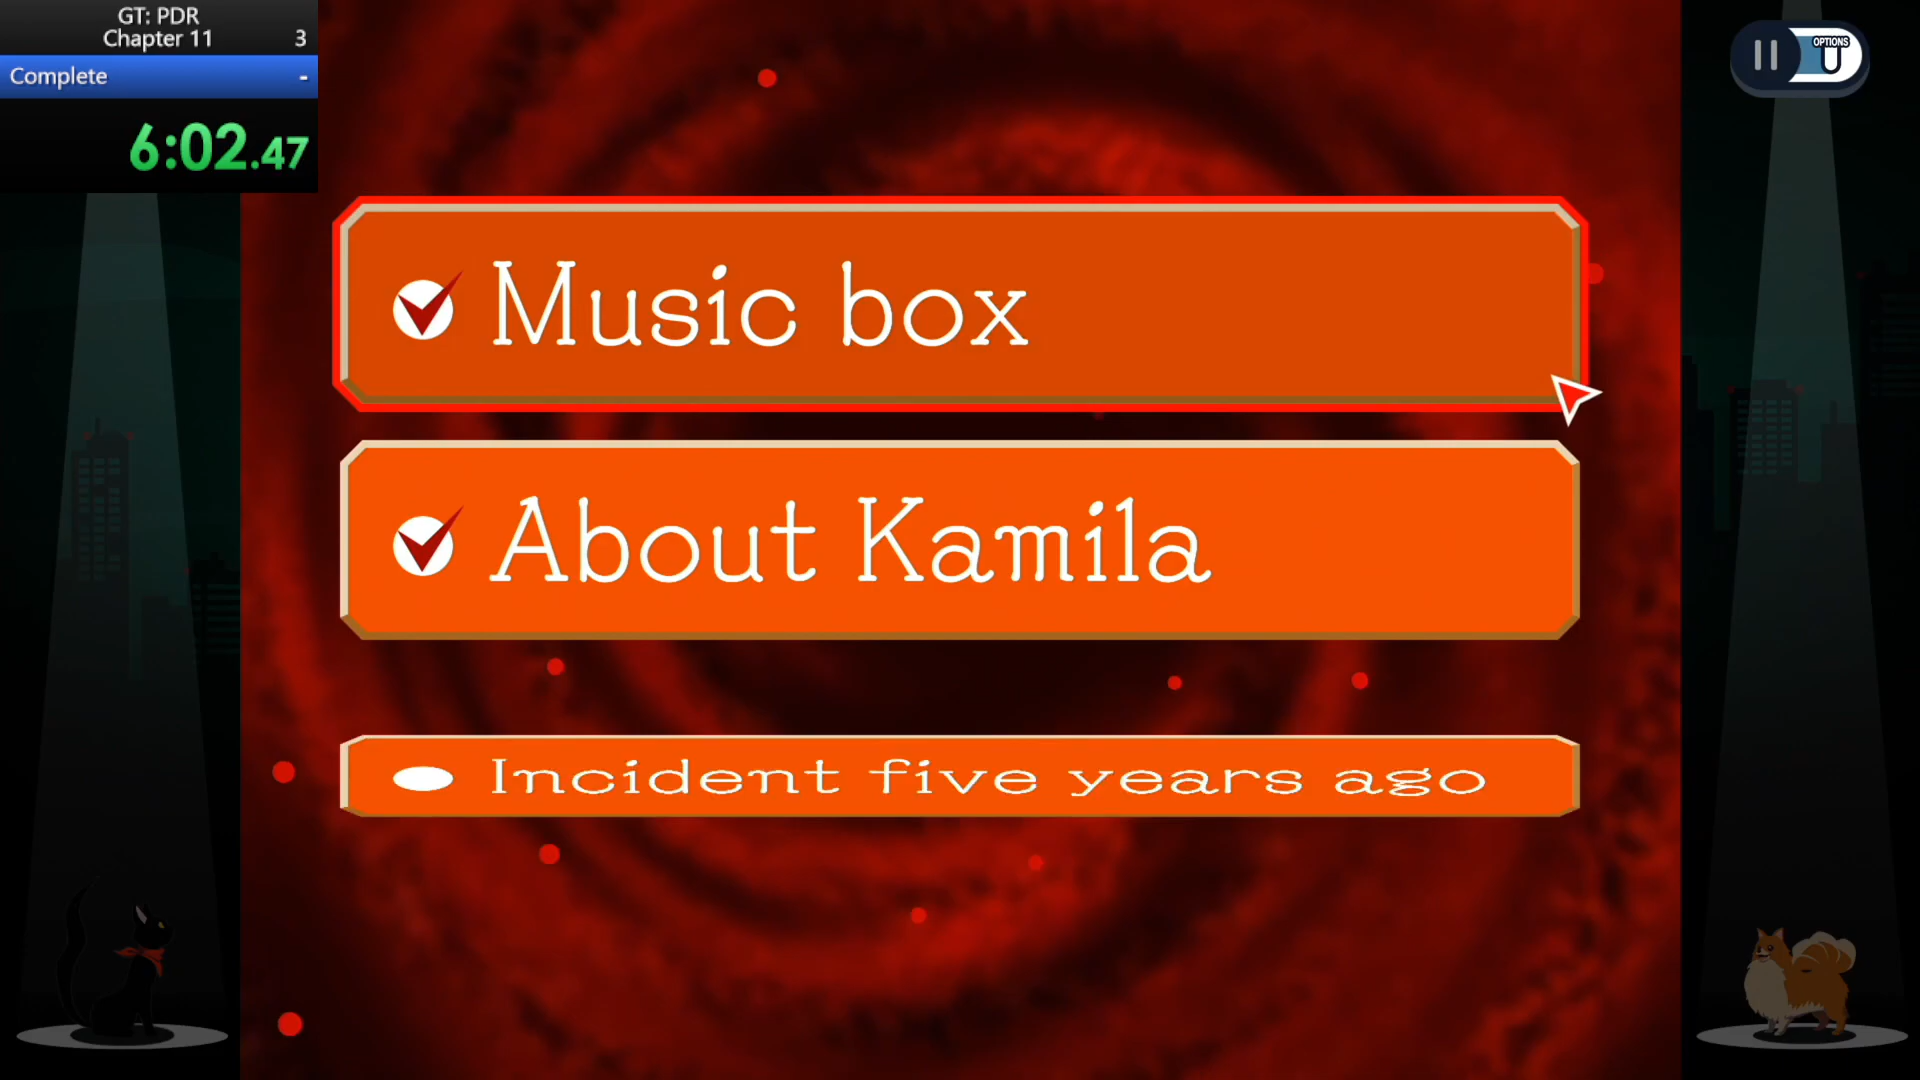 GT: PDR
Chapter 11 3
Complete -
6:02.47
OPTIONS
Music box
About Kamila
Incident five years ago